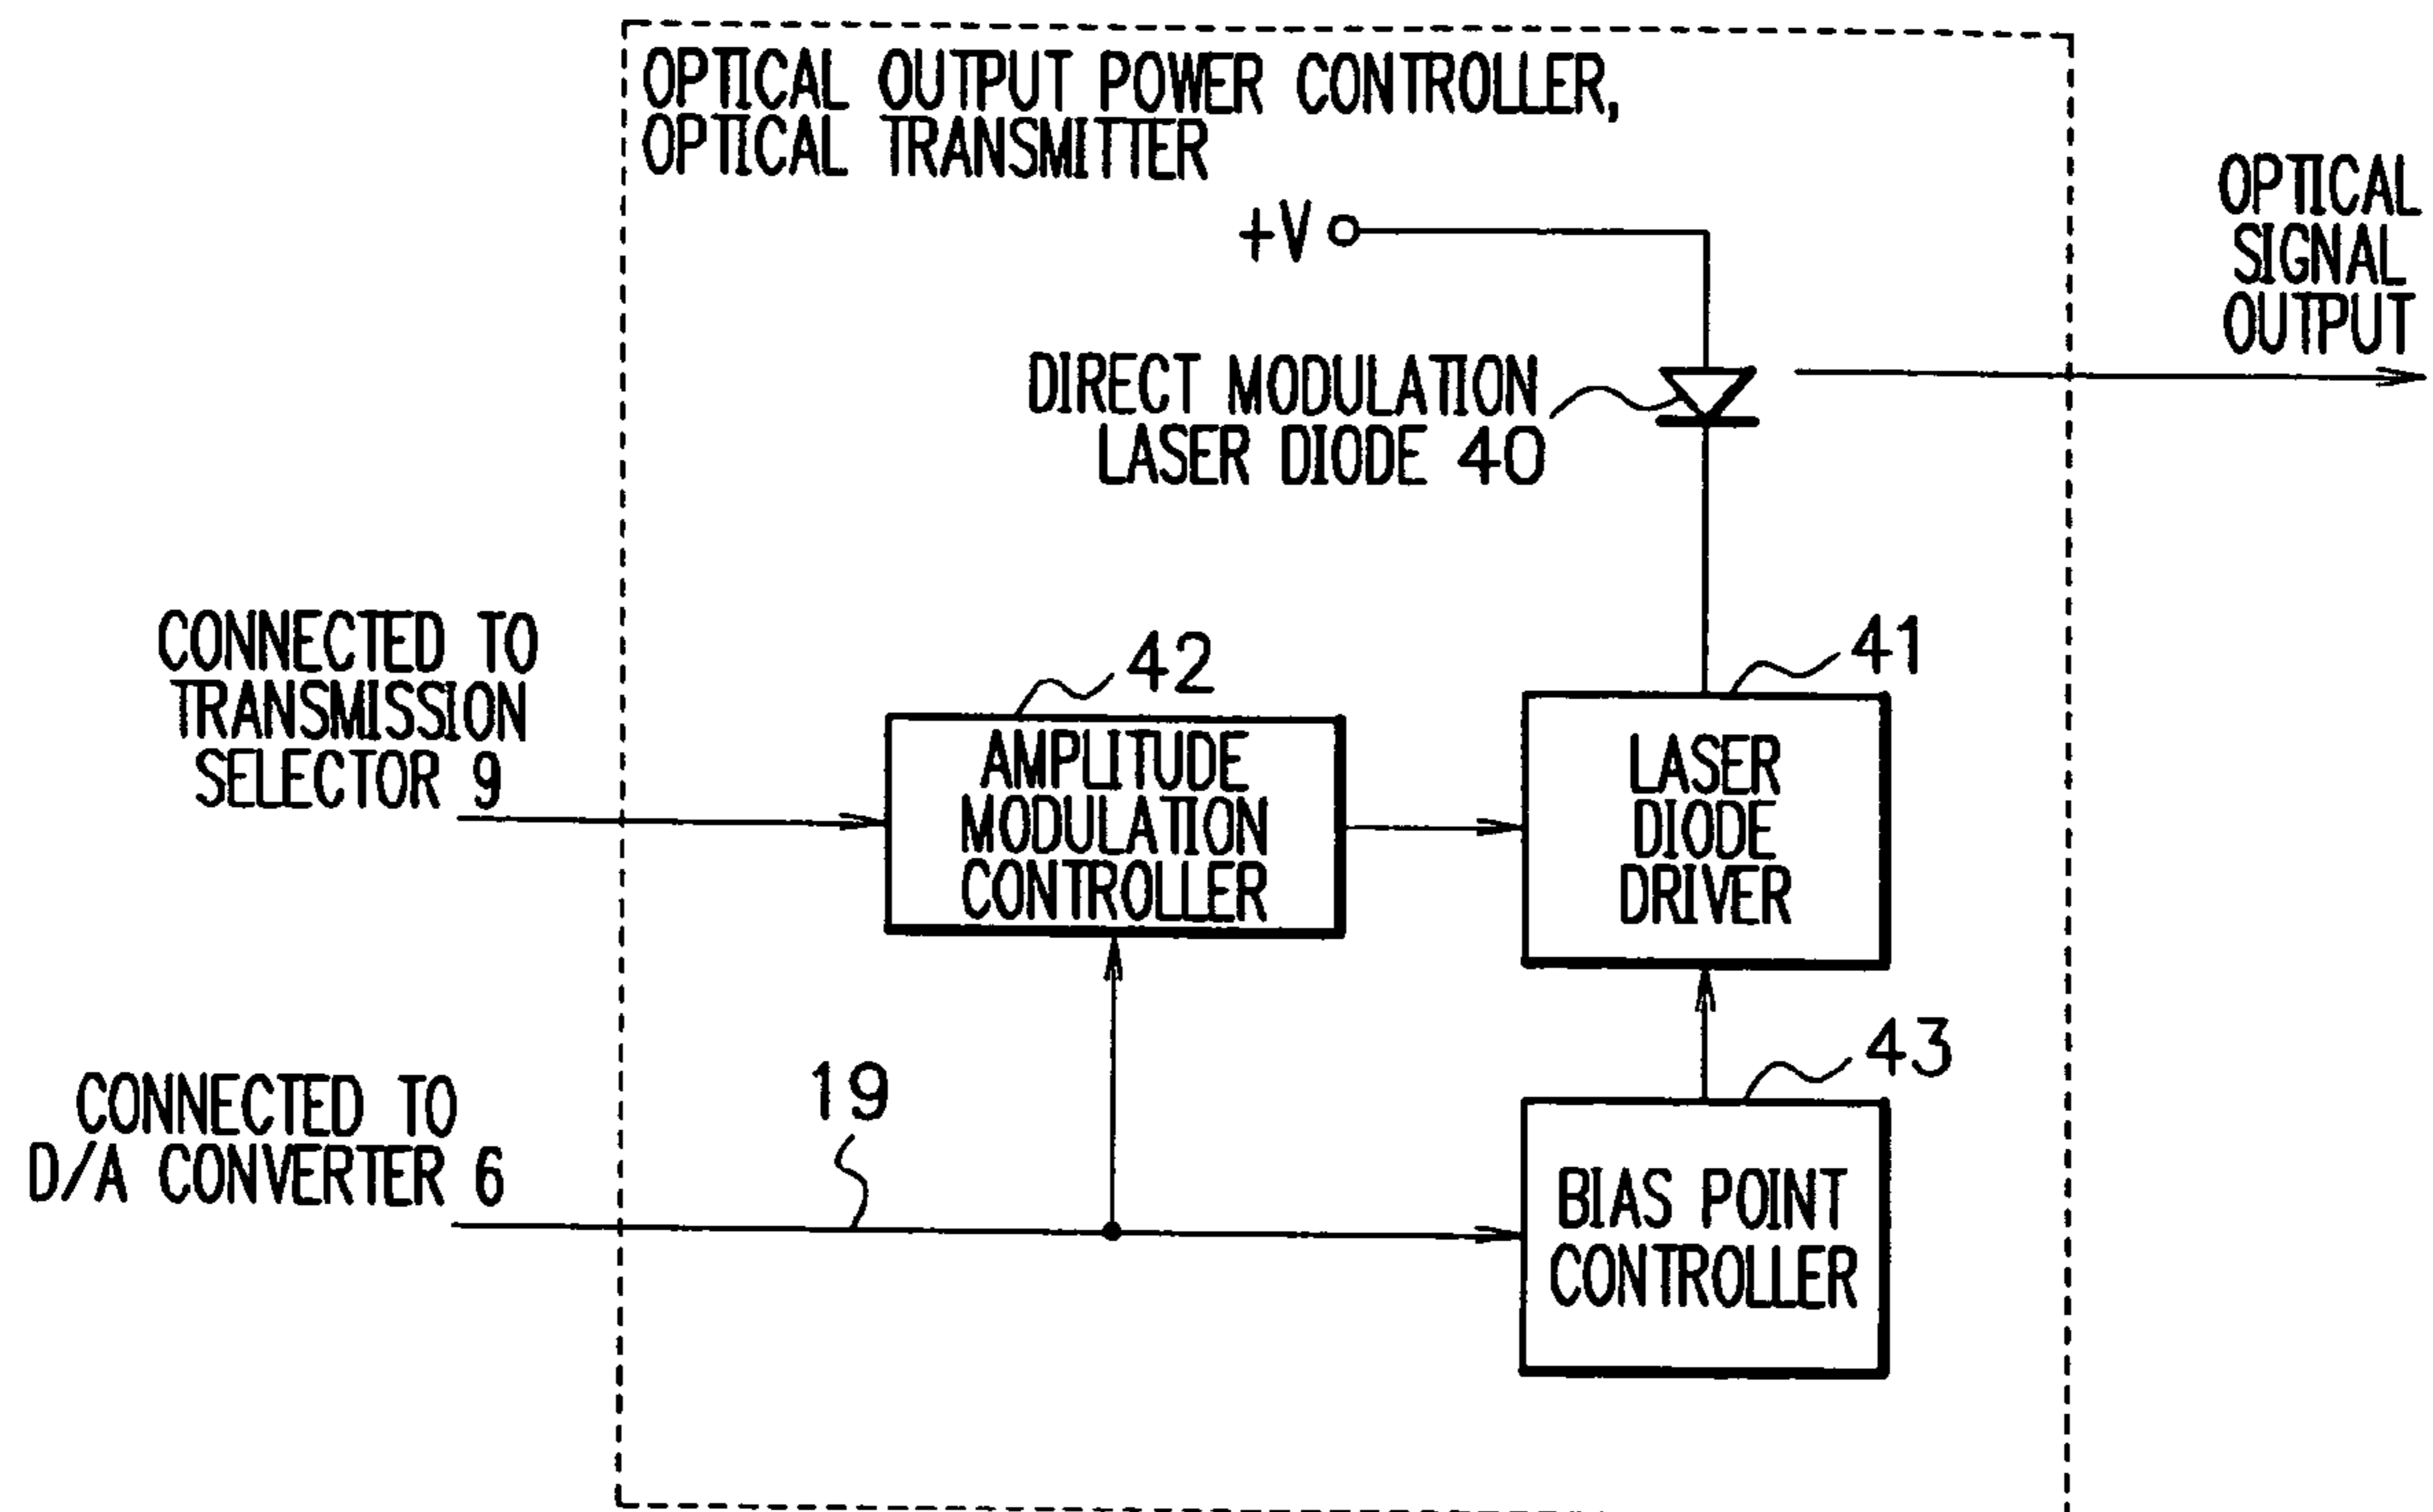 OPTICAL OUTPUT POWER CONTROLLER,
OPTICAL TRANSMITTER
+V
OPTICAL
SIGNAL
OUTPUT
DIRECT MODULATION
LASER DIODE 40
CONNECTED TO
TRANSMISSION
SELECTOR 9
42
AMPLITUDE
MODULATION
CONTROLLER
41
LASER
DIODE
DRIVER
CONNECTED TO
D/A CONVERTER 6
19
43
BIAS POINT
CONTROLLER